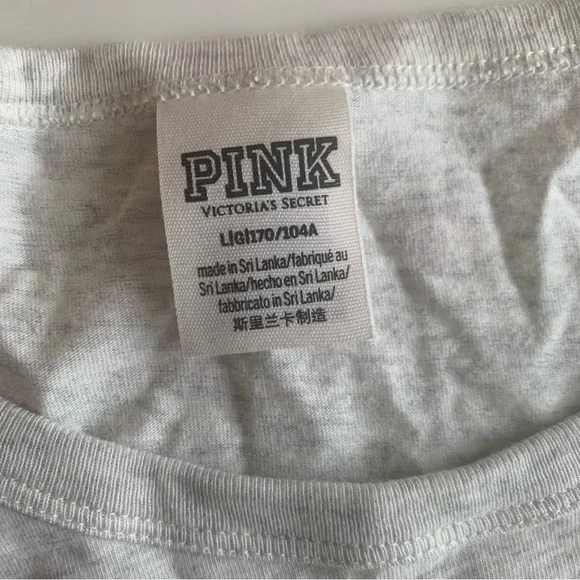 PINK
VICTORIA'S SECRET
L|G|170/104A
made in Sri Lanka/fabriqué au
Sri Lanka/hecho en Sri Lanka/
fabbricato in Sri Lanka/
斯里兰卡制造